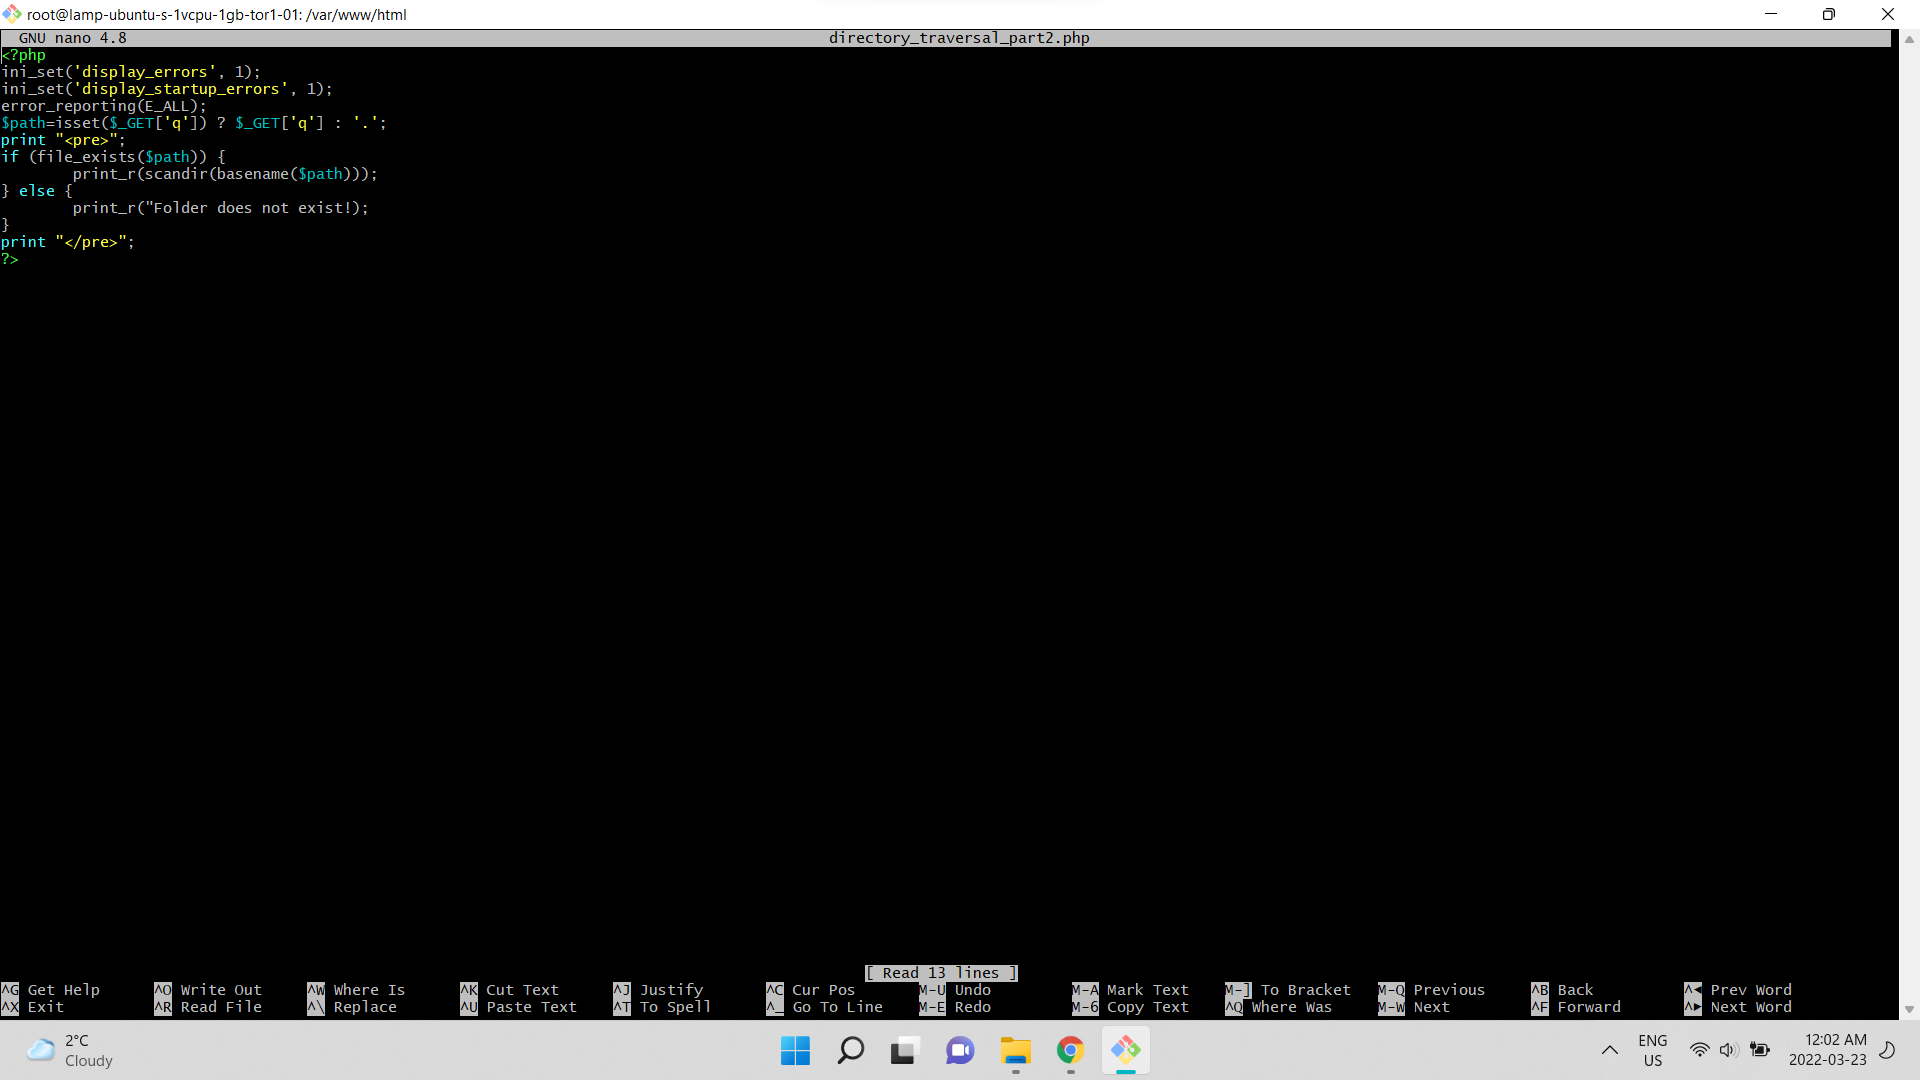 root@lamp-ubuntu-s-1vcpu-1gb-tor1-01: /var/www/html
GNU nano 4.8 directory_traversal_part2.php
<?php
ini_set('display_errors', 1);
ini_set('display_startup_errors', 1);
error_reporting(E_ALL);
$path=isset($_GET['q']) ? $_GET['q'] : '.';
print "<pre>";
if (file_exists($path)) {
        print_r(scandir(basename($path)));
} else {
        print_r("Folder does not exist!);
}
print "</pre>";
?>
[ Read 13 lines ]
^G Get Help ^O Write Out ^W Where Is ^K Cut Text ^J Justify ^C Cur Pos M-U Undo M-A Mark Text M-] To Bracket M-Q Previous ^B Back ^◄ Prev Word
^X Exit ^R Read File ^\ Replace ^U Paste Text ^T To Spell ^_ Go To Line M-E Redo M-6 Copy Text ^Q Where Was M-W Next ^F Forward ^► Next Word
2°C
Cloudy
ENG
US
12:02 AM
2022-03-23